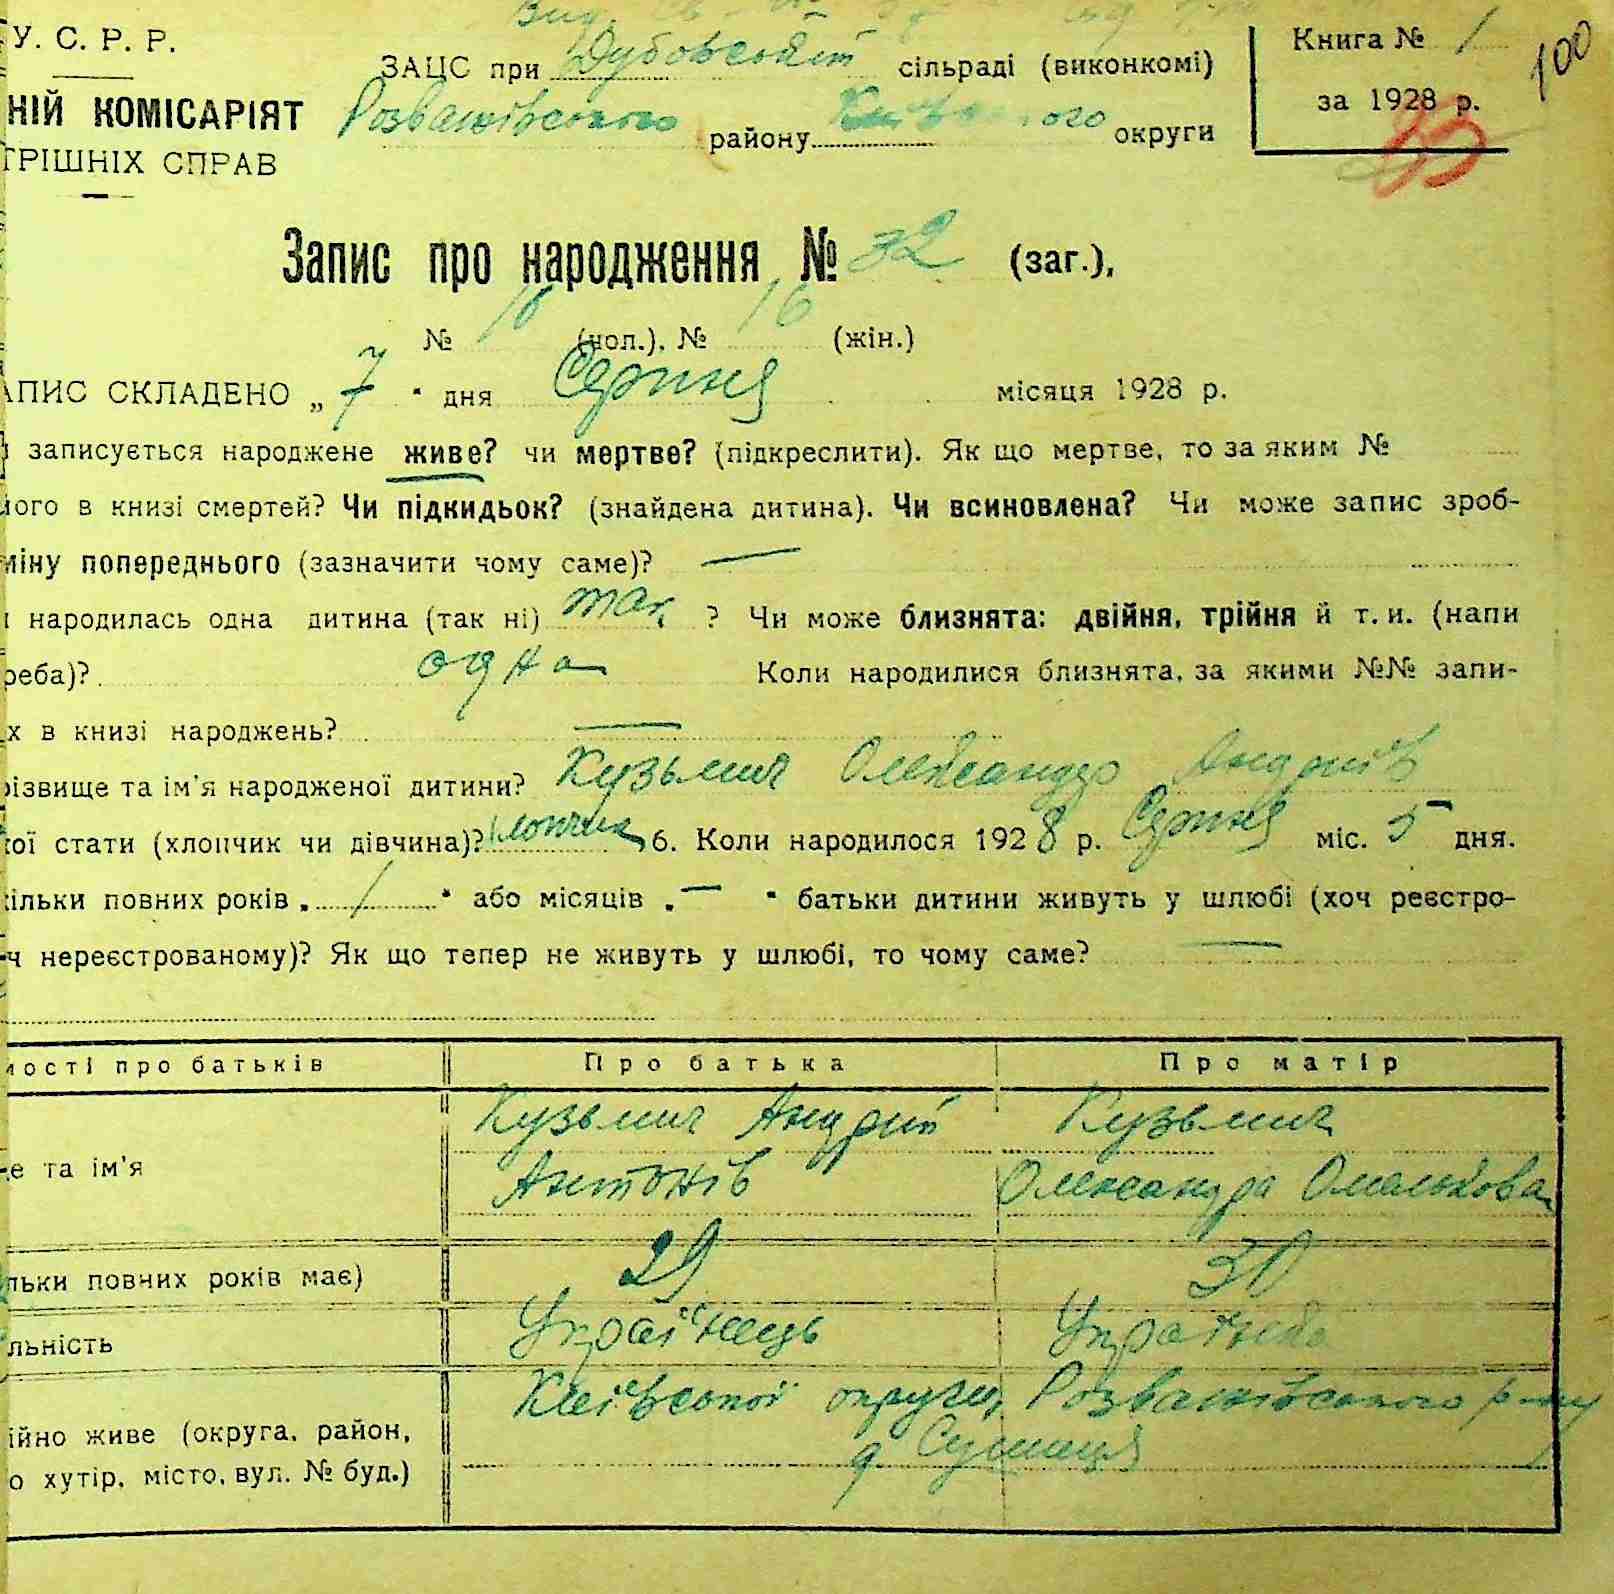 У. С. Р. Р.
Книга № 1
100
ЗАЦС при Дубовській сільраді (виконкомі)
НІЙ КОМІСАРІЯТ Розважівського району Київського округи
за 1928 р.
ТРІШНІХ СПРАВ
Запис про народження № 32 (заг.),
№ 16 (чол.), № 16 (жін.)
АПИС СКЛАДЕНО „ 7 " дня Серпня місяця 1928 р.
записується народжене живе? чи мертве? (підкреслити). Як що мертве, то за яким №
ного в книзі смертей? Чи підкидьок? (знайдена дитина). Чи всиновлена? Чи може запис зроб-
міну попереднього (зазначити чому саме)? —
народилась одна дитина (так ні) так ? Чи може близнята: двійня, трійня й т. и. (напи
реба)? одна Коли народилися близнята, за якими №№ запи-
х в книзі народжень? —
різвище та ім'я народженої дитини? Кузьмич Олександр Андріїв
кої стати (хлопчик чи дівчина)? хлопчик 6. Коли народилося 1928 р. Серпня міс. 5 дня.
кільки повних років „ 1 " або місяців „ — " батьки дитини живуть у шлюбі (хоч реєстро-
ч нереєстрованому)? Як що тепер не живуть у шлюбі, то чому саме? —
мості про батьків Про батька Про матір
Кузьмич Андрій Кузьмич
е та ім'я Антонів Олександра Омелькова
льки повних років має) 29 30
льність Українець Українка
Київської округи, Розважівського р-ну
ійно живе (округа, район,
о хутір, місто, вул. № буд.)